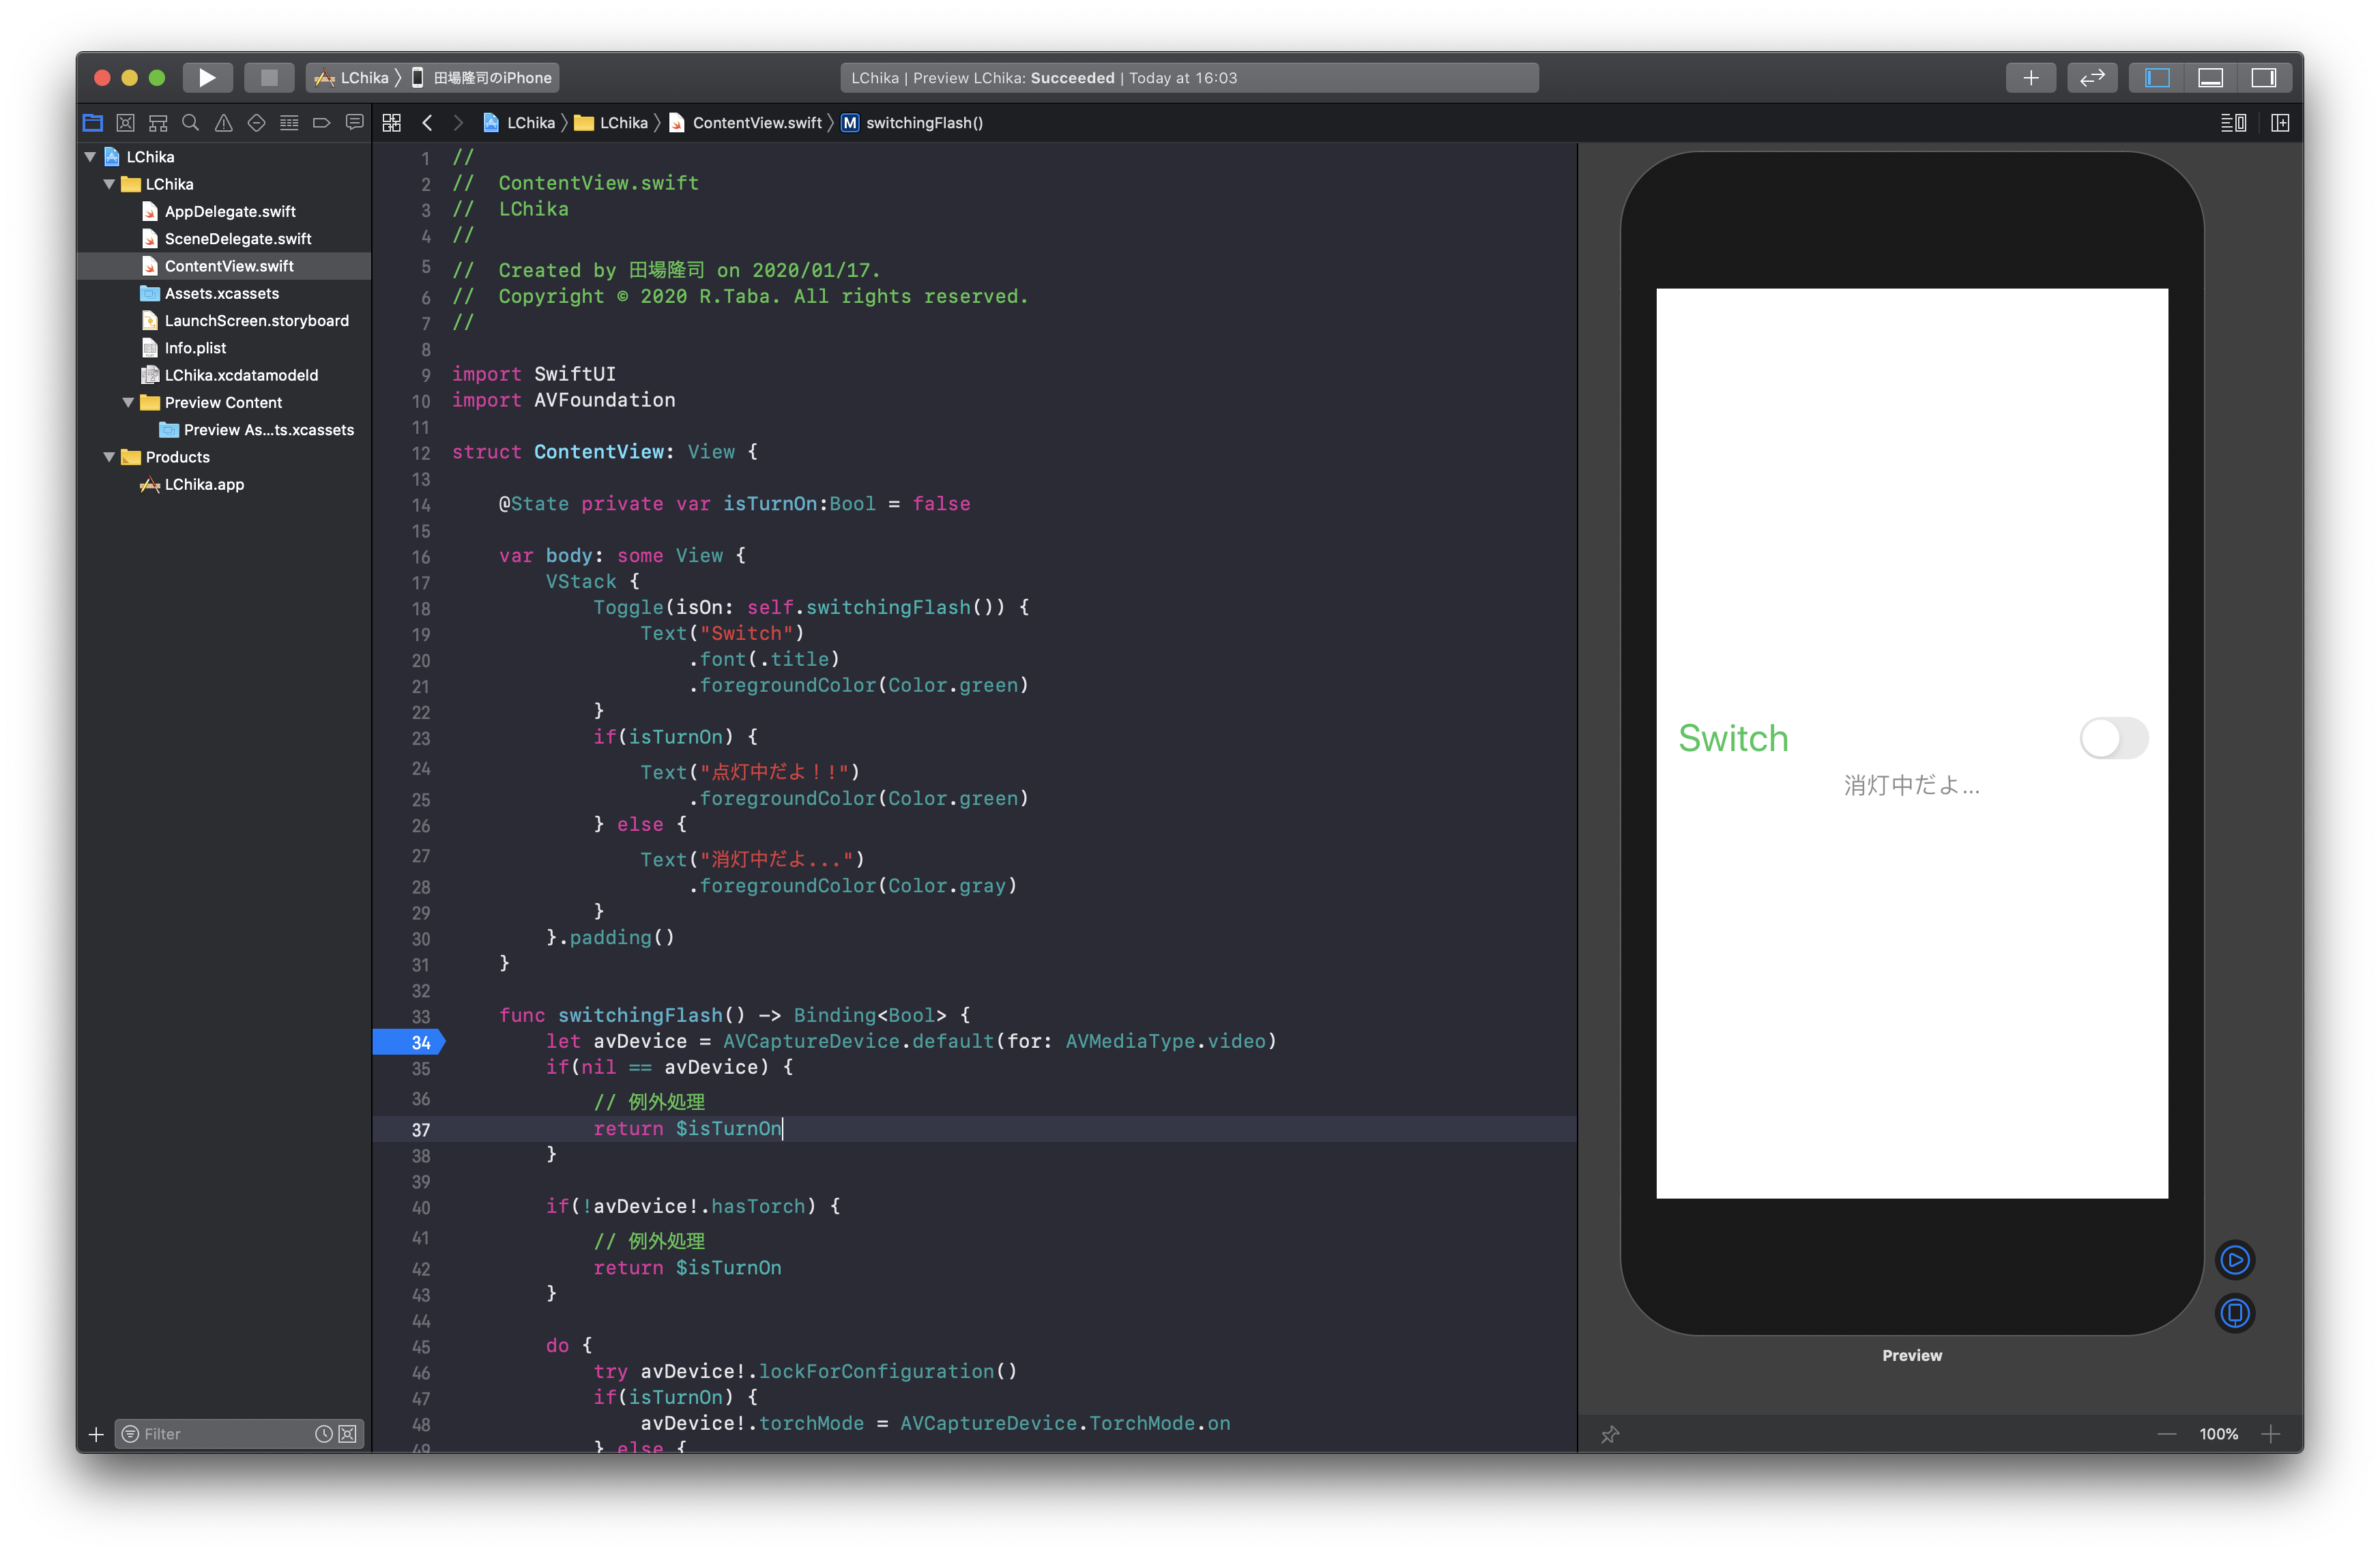 LChika 〉 田場隆司のiPhone
LChika | Preview LChika: Succeeded | Today at 16:03
LChika 〉 LChika 〉 ContentView.swift 〉 M switchingFlash()
LChika
LChika
AppDelegate.swift
SceneDelegate.swift
ContentView.swift
Assets.xcassets
LaunchScreen.storyboard
Info.plist
LChika.xcdatamodeld
Preview Content
Preview As...ts.xcassets
Products
LChika.app
Filter
1 //
2 //  ContentView.swift
3 //  LChika
4 //
5 //  Created by 田場隆司 on 2020/01/17.
6 //  Copyright © 2020 R.Taba. All rights reserved.
7 //
8
9 import SwiftUI
10 import AVFoundation
11
12 struct ContentView: View {
13
14     @State private var isTurnOn:Bool = false
15
16     var body: some View {
17         VStack {
18             Toggle(isOn: self.switchingFlash()) {
19                 Text("Switch")
20                     .font(.title)
21                     .foregroundColor(Color.green)
22             }
23             if(isTurnOn) {
24                 Text("点灯中だよ！!")
25                     .foregroundColor(Color.green)
26             } else {
27                 Text("消灯中だよ...")
28                     .foregroundColor(Color.gray)
29             }
30         }.padding()
31     }
32
33     func switchingFlash() -> Binding<Bool> {
34         let avDevice = AVCaptureDevice.default(for: AVMediaType.video)
35         if(nil == avDevice) {
36             // 例外処理
37             return $isTurnOn
38         }
39
40         if(!avDevice!.hasTorch) {
41             // 例外処理
42             return $isTurnOn
43         }
44
45         do {
46             try avDevice!.lockForConfiguration()
47             if(isTurnOn) {
48                 avDevice!.torchMode = AVCaptureDevice.TorchMode.on
49             } else {
Switch
消灯中だよ...
Preview
100%